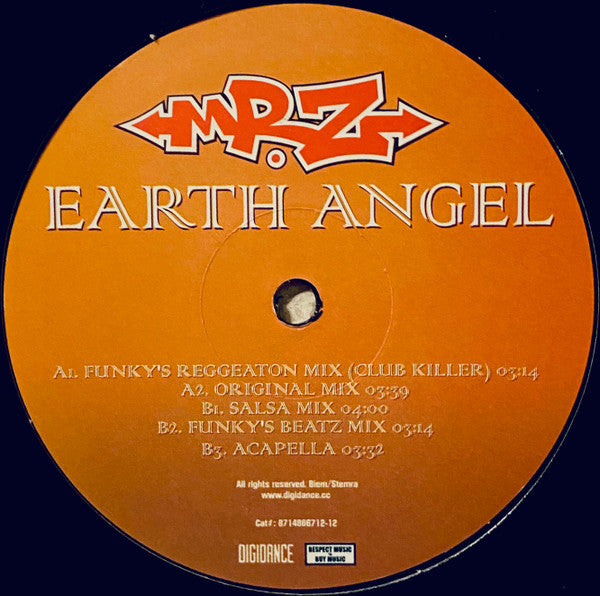 MR.Z
EARTH ANGEL
A1. FUNKY'S REGGEATON MIX (CLUB KILLER) 03:14
A2. ORIGINAL MIX 03:39
B1. SALSA MIX 04:00
B2. FUNKY'S BEATZ MIX 03:14
B3. ACAPELLA 03:32
All rights reserved. Biem/Stemra
www.digidance.cc
Cat#: 8714866712-12
DIGIDANCE
RESPECT MUSIC
BUY MUSIC